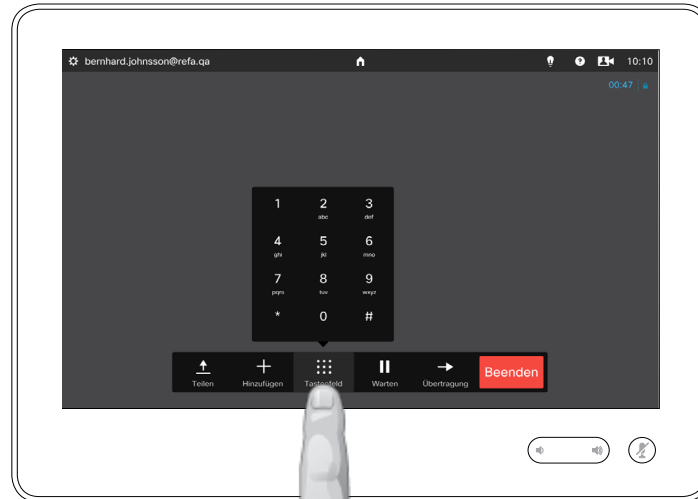 bernhard.johnsson@refa.qa 10:10
00:47
1 2 3
abc def
4 5 6
ghi jkl mno
7 8 9
pqrs tuv wxyz
* 0 #
Teilen Hinzufügen Tastenfeld Warten Übertragung Beenden